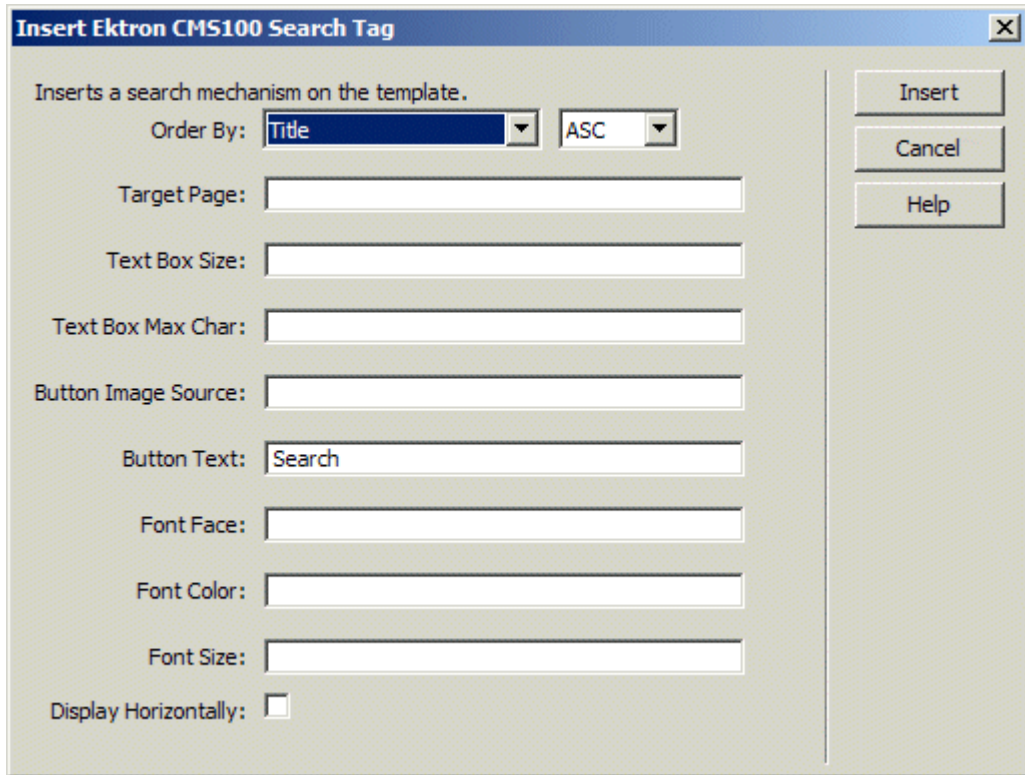 Insert Ektron CMS100 Search Tag
Inserts a search mechanism on the template.
Order By: Title ASC
Target Page:
Text Box Size:
Text Box Max Char:
Button Image Source:
Button Text: Search
Font Face:
Font Color:
Font Size:
Display Horizontally:
Insert
Cancel
Help